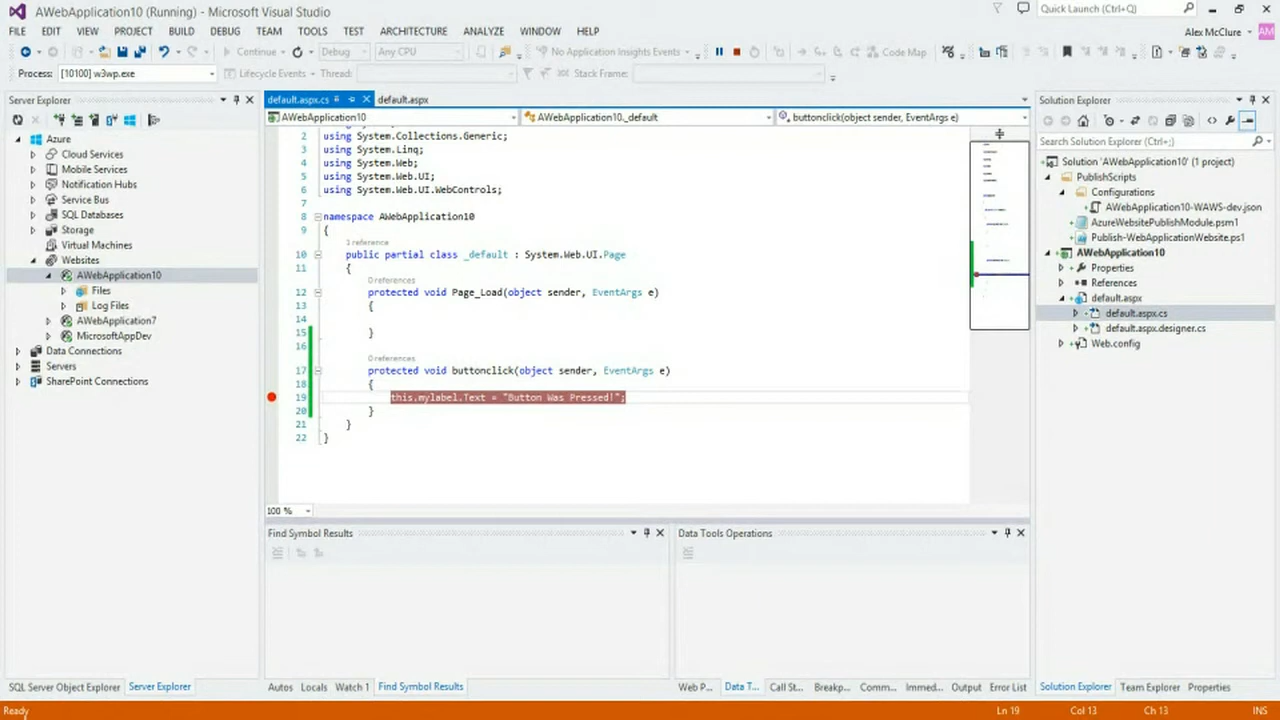 AWebApplication10 (Running) - Microsoft Visual Studio
Quick Launch (Ctrl+Q)
FILE EDIT VIEW PROJECT BUILD DEBUG TEAM TOOLS TEST ARCHITECTURE ANALYZE WINDOW HELP
Alex McClure AM
Continue Debug Any CPU No Application Insights Events Code Map
Process: [10100] w3wp.exe Lifecycle Events Thread: Stack Frame:
Server Explorer
Azure
Cloud Services
Mobile Services
Notification Hubs
Service Bus
SQL Databases
Storage
Virtual Machines
Websites
AWebApplication10
Files
Log Files
AWebApplication7
MicrosoftAppDev
Data Connections
Servers
SharePoint Connections
SQL Server Object Explorer Server Explorer
default.aspx.cs default.aspx
AWebApplication10 AWebApplication10._default buttonclick(object sender, EventArgs e)
2 using System.Collections.Generic;
3 using System.Linq;
4 using System.Web;
5 using System.Web.UI;
6 using System.Web.UI.WebControls;
7
8 namespace AWebApplication10
9 {
1 reference
10 public partial class _default : System.Web.UI.Page
11 {
0 references
12 protected void Page_Load(object sender, EventArgs e)
13 {
14
15 }
16
0 references
17 protected void buttonclick(object sender, EventArgs e)
18 {
19 this.mylabel.Text = "Button Was Pressed!";
20 }
21 }
22 }
100 %
Find Symbol Results
Data Tools Operations
Autos Locals Watch 1 Find Symbol Results
Web P... Data T... Call St... Breakp... Comm... Immed... Output Error List
Solution Explorer
Search Solution Explorer (Ctrl+;)
Solution 'AWebApplication10' (1 project)
PublishScripts
Configurations
AWebApplication10-WAWS-dev.json
AzureWebsitePublishModule.psm1
Publish-WebApplicationWebsite.ps1
AWebApplication10
Properties
References
default.aspx
default.aspx.cs
default.aspx.designer.cs
Web.config
Solution Explorer Team Explorer Properties
Ready Ln 19 Col 13 Ch 13 INS